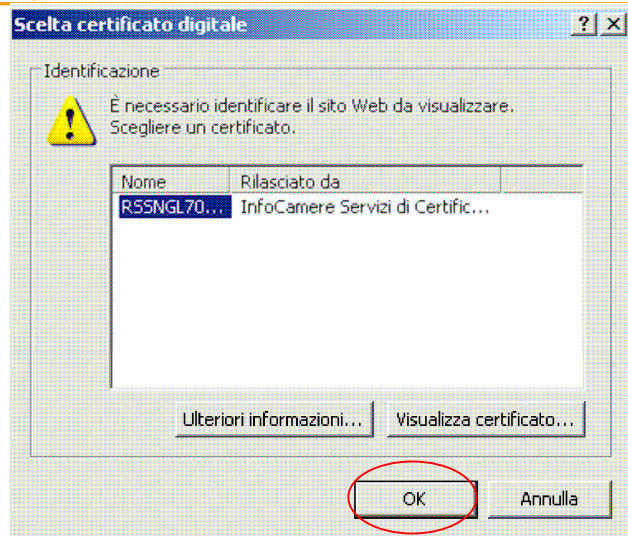 Scelta certificato digitale
Identificazione
È necessario identificare il sito Web da visualizzare.
Scegliere un certificato.
Nome Rilasciato da
RSSNGL70... InfoCamere Servizi di Certific...
Ulteriori informazioni... Visualizza certificato...
OK Annulla